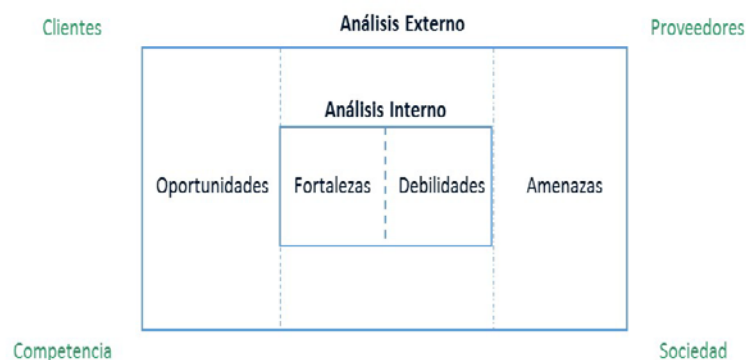 Clientes
Análisis Externo
Proveedores
Análisis Interno
Oportunidades
Fortalezas
Debilidades
Amenazas
Competencia
Sociedad